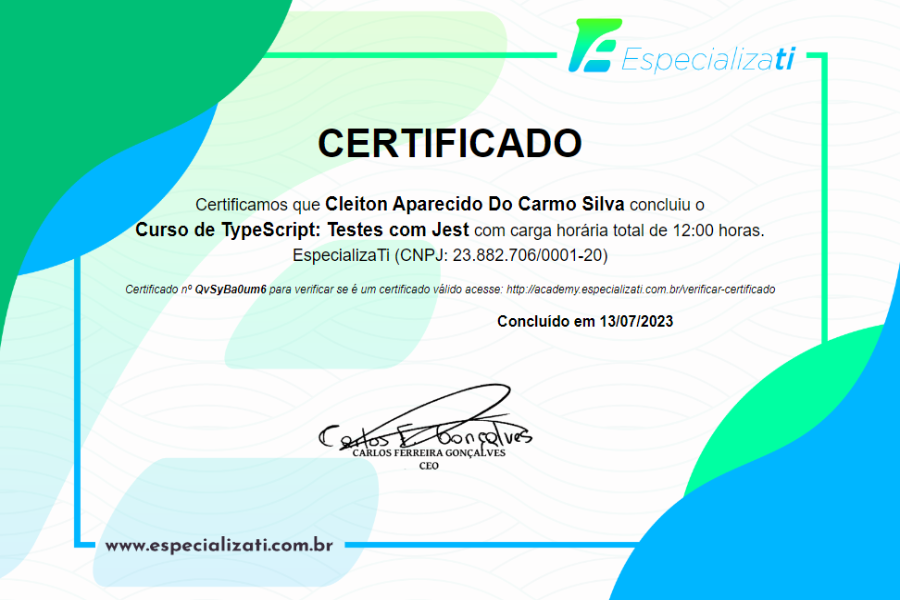 EspecializaTi
CERTIFICADO
Certificamos que Cleiton Aparecido Do Carmo Silva concluiu o
Curso de TypeScript: Testes com Jest com carga horária total de 12:00 horas.
EspecializaTi (CNPJ: 23.882.706/0001-20)
Certificado nº QvSyBa0um6 para verificar se é um certificado válido acesse: http://academy.especializati.com.br/verificar-certificado
Concluído em 13/07/2023
Carlos F. Gonçalves
CARLOS FERREIRA GONÇALVES
CEO
www.especializati.com.br